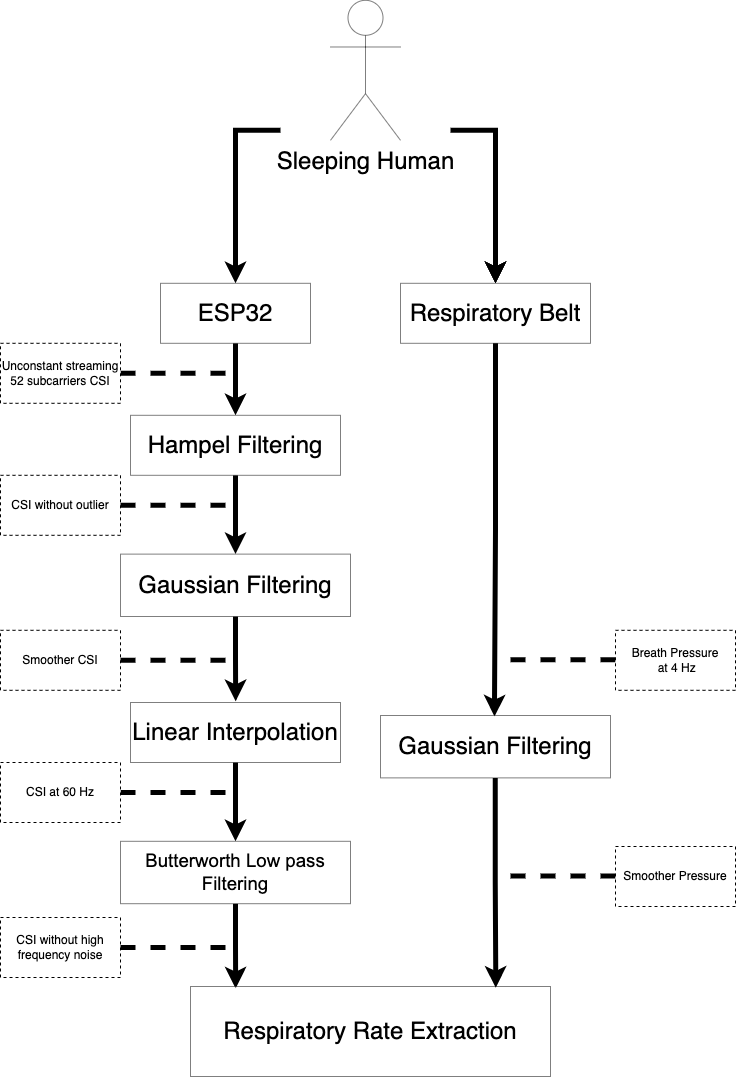 Sleeping Human
ESP32
Respiratory Belt
Unconstant streaming
52 subcarriers CSI
Hampel Filtering
CSI without outlier
Gaussian Filtering
Smoother CSI
Breath Pressure
at 4 Hz
Linear Interpolation
Gaussian Filtering
CSI at 60 Hz
Butterworth Low pass
Filtering
Smoother Pressure
CSI without high
frequency noise
Respiratory Rate Extraction